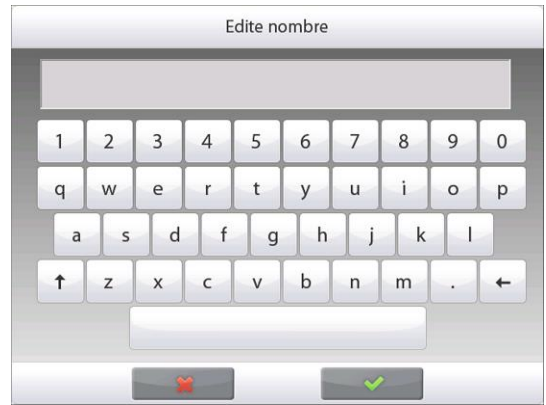 Edite nombre
1 2 3 4 5 6 7 8 9 0
q w e r t y u i o p
a s d f g h j k l
↑ z x c v b n m . ←